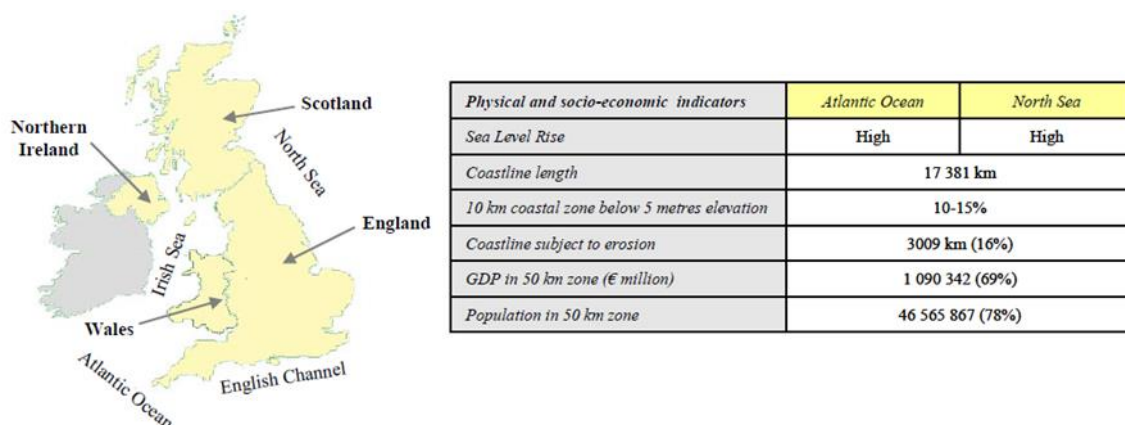 Scotland
Northern
Ireland
North Sea
England
Irish Sea
Wales
Atlantic Ocean
English Channel
Physical and socio-economic indicators Atlantic Ocean North Sea
Sea Level Rise High High
Coastline length 17 381 km
10 km coastal zone below 5 metres elevation 10-15%
Coastline subject to erosion 3009 km (16%)
GDP in 50 km zone (€ million) 1 090 342 (69%)
Population in 50 km zone 46 565 867 (78%)